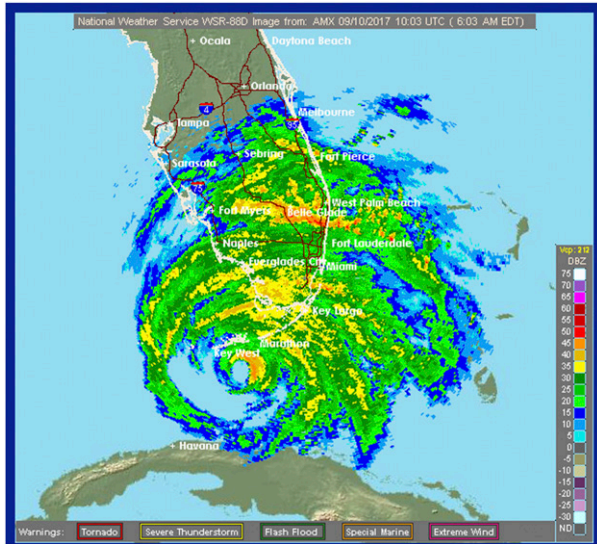 National Weather Service WSR-88D Image from: AMX 09/10/2017 10:03 UTC ( 6:03 AM EDT)
+ Ocala
Daytona Beach
+ Orlando
4
Melbourne
Tampa
95
+ Sebring
Fort Pierce
Sarasota
75
West Palm Beach
+ Fort Myers
Belle Glade
+ Naples
Fort Lauderdale
Everglades City
Miami
Key Largo
Marathon
Key West
+ Havana
Vcp: 212
DBZ
75
70
65
60
55
50
45
40
35
30
25
20
15
10
5
0
-5
-10
-15
-20
-25
-30
ND
Warnings: Tornado Severe Thunderstorm Flash Flood Special Marine Extreme Wind